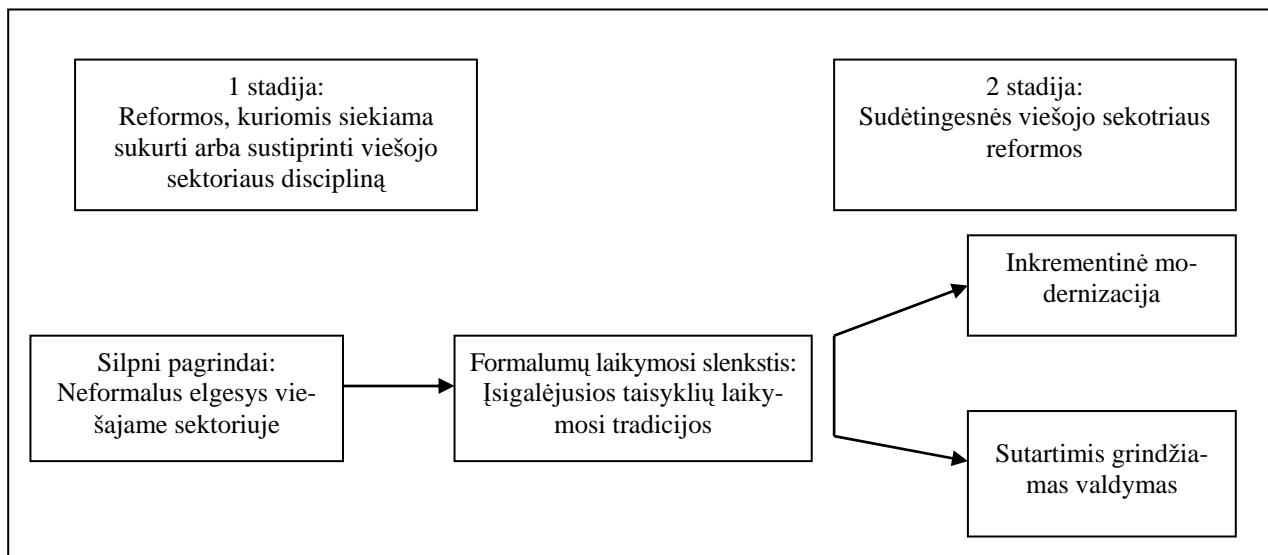 1 stadija:
Reformos, kuriomis siekiama
sukurti arba sustiprinti viešojo
sektoriaus discipliną
2 stadija:
Sudėtingesnės viešojo sekotriaus
reformos
Inkrementinė mo-
dernizacija
Silpni pagrindai:
Neformalus elgesys vie-
šajame sektoriuje
Formalumų laikymosi slenkstis:
Įsigalėjusios taisyklių laiky-
mosi tradicijos
Sutartimis grindžia-
mas valdymas